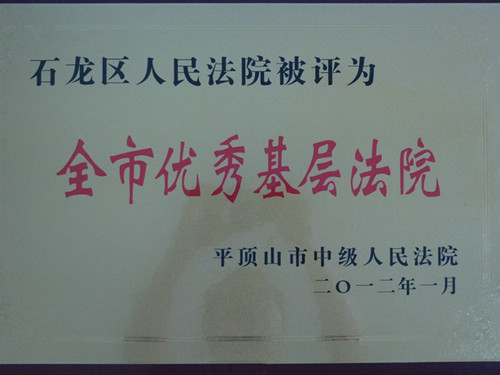 石龙区人民法院被评为
全市优秀基层法院
平顶山市中级人民法院
二〇一二年一月